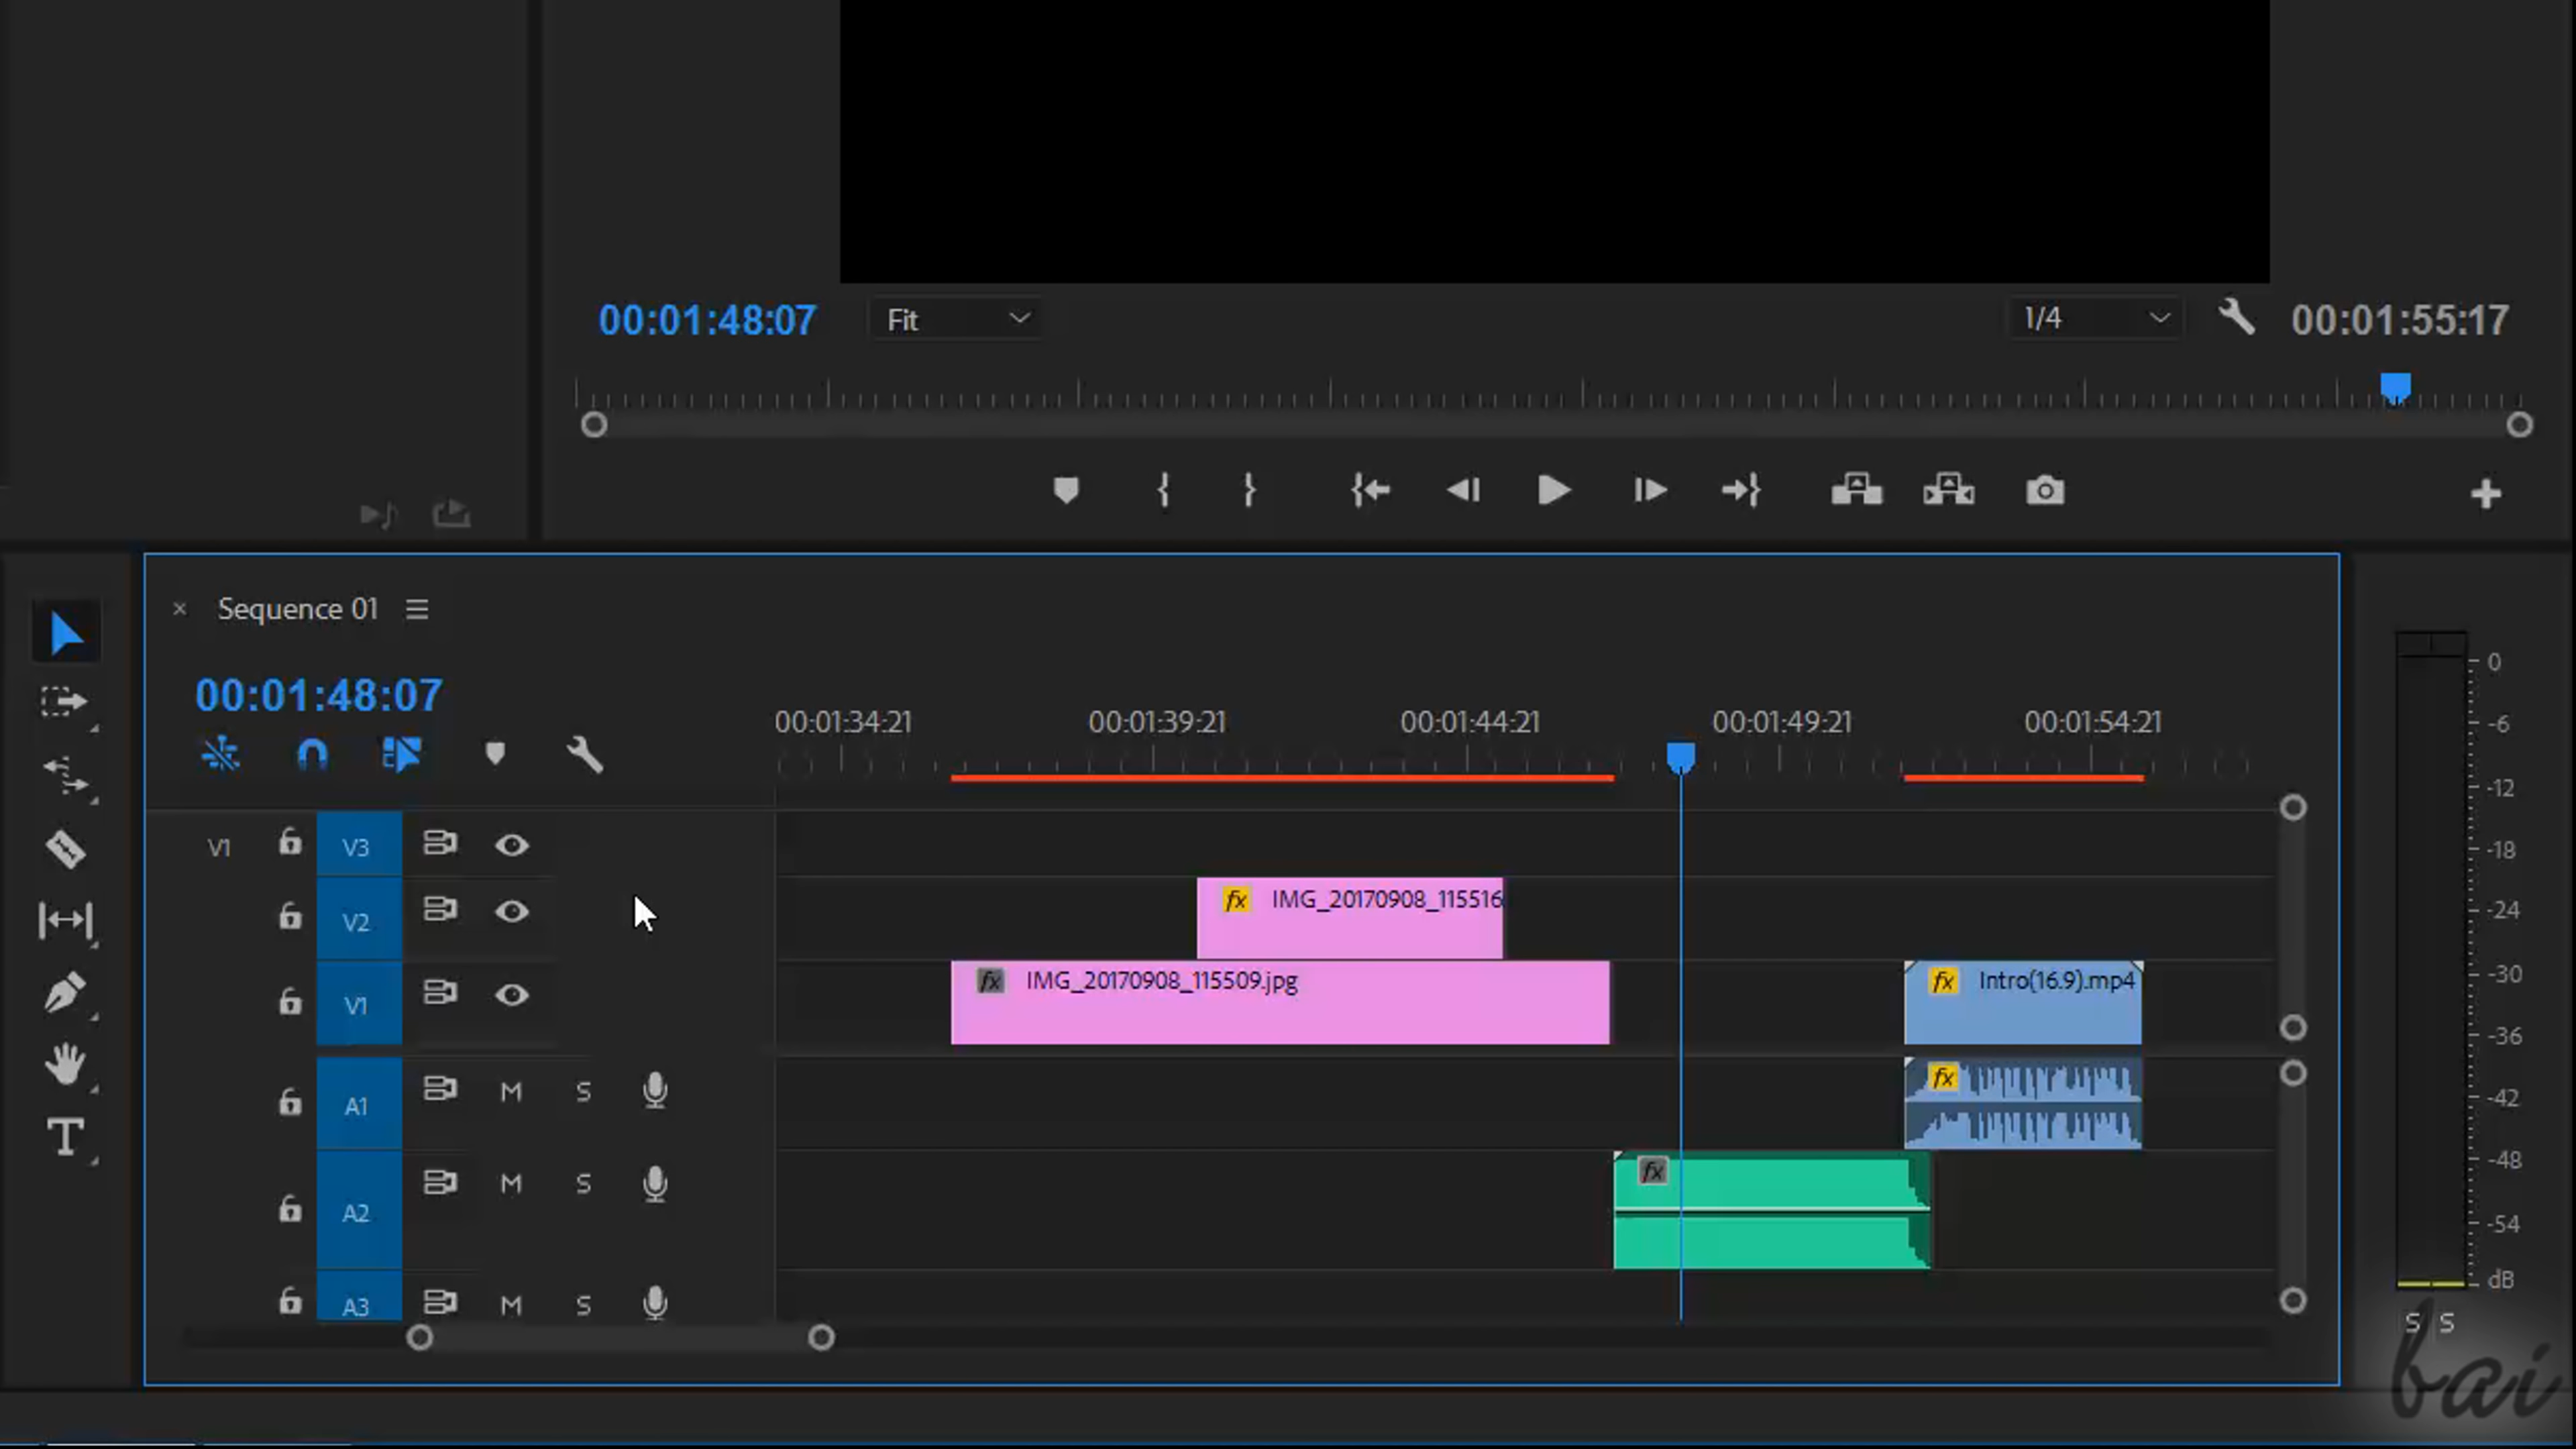 00:01:48:07 Fit 1/4 00:01:55:17
Sequence 01
00:01:48:07
00:01:34:21 00:01:39:21 00:01:44:21 00:01:49:21 00:01:54:21
V1 V3
V2
V1
A1 M S
A2 M S
A3 M S
fx IMG_20170908_115516
fx IMG_20170908_115509.jpg
fx Intro(16.9).mp4
fx
fx
T
0
-6
-12
-18
-24
-30
-36
-42
-48
-54
dB
S S
bai